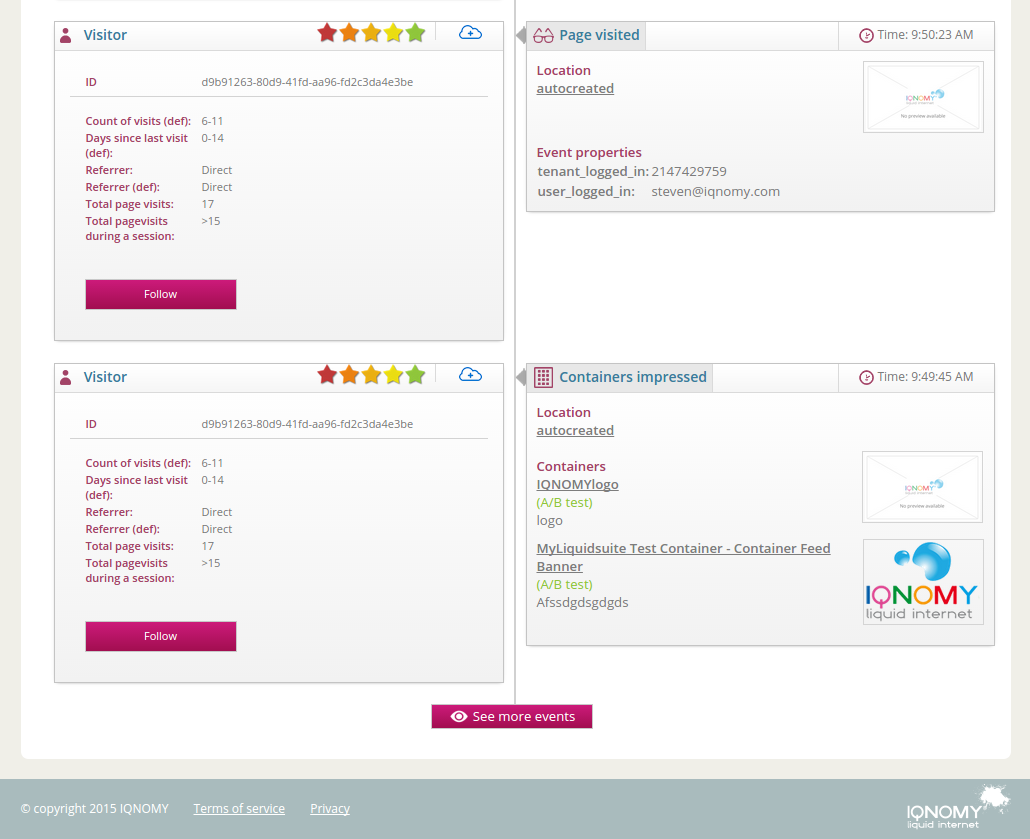 Visitor
ID d9b91263-80d9-41fd-aa96-fd2c3da4e3be
Count of visits (def): 6-11
Days since last visit 0-14
(def):
Referrer: Direct
Referrer (def): Direct
Total page visits: 17
Total pagevisits >15
during a session:
Follow
Page visited
Time: 9:50:23 AM
Location
autocreated
IQNOMY
liquid internet
No preview available
Event properties
tenant_logged_in: 2147429759
user_logged_in: steven@iqnomy.com
Visitor
ID d9b91263-80d9-41fd-aa96-fd2c3da4e3be
Count of visits (def): 6-11
Days since last visit 0-14
(def):
Referrer: Direct
Referrer (def): Direct
Total page visits: 17
Total pagevisits >15
during a session:
Follow
Containers impressed
Time: 9:49:45 AM
Location
autocreated
Containers
IQNOMYlogo
(A/B test)
logo
IQNOMY
liquid internet
No preview available
MyLiquidsuite Test Container - Container Feed
Banner
(A/B test)
Afssdgdsgdgds
IQNOMY
liquid internet
See more events
© copyright 2015 IQNOMY Terms of service Privacy
IQNOMY
liquid internet